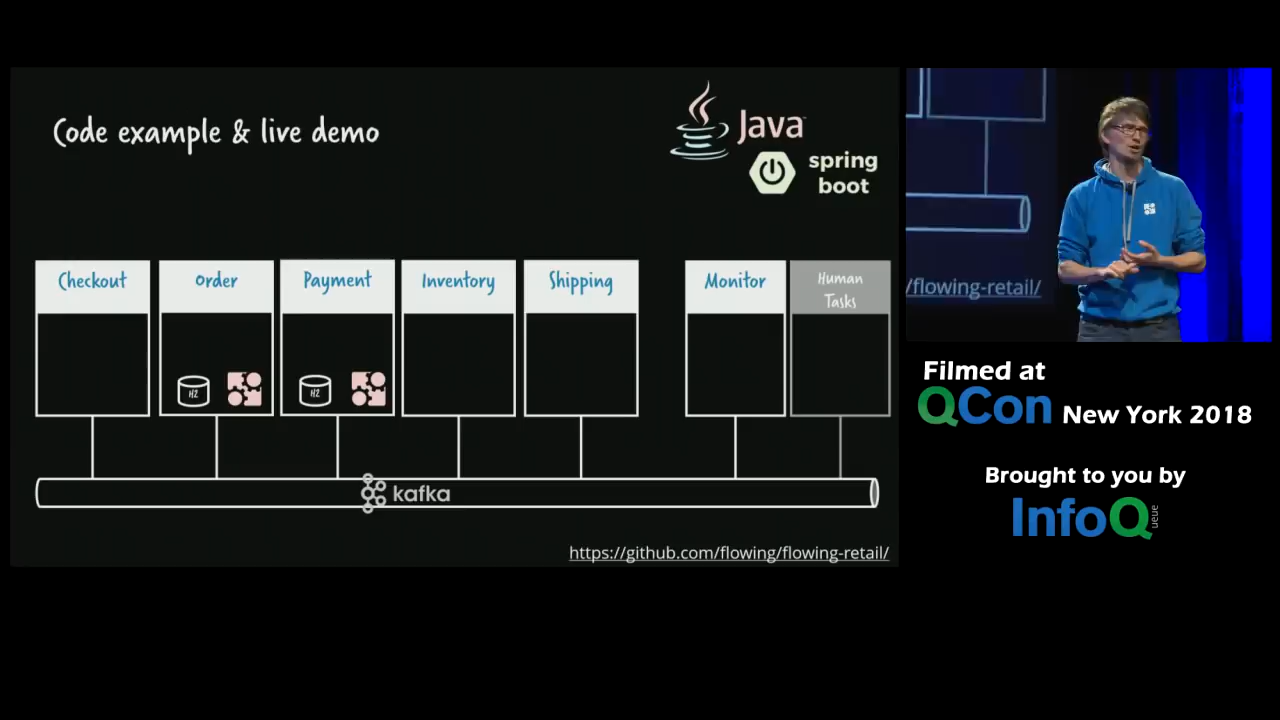 Code example & live demo
Java
spring
boot
Checkout
Order
Payment
Inventory
Shipping
Monitor
Human
Tasks
H2
H2
kafka
https://github.com/flowing/flowing-retail/
/flowing-retail/
Filmed at
QCon New York 2018
Brought to you by
InfoQ
ueue